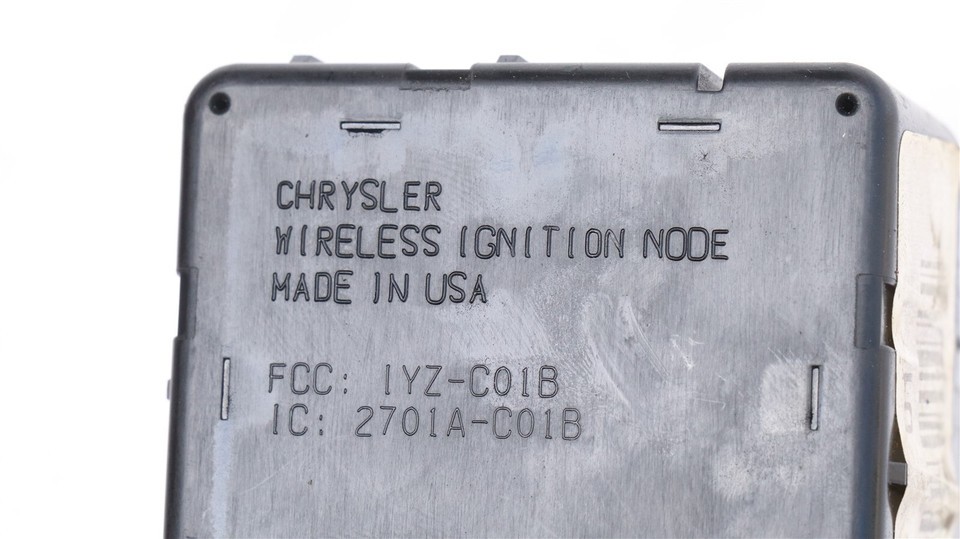 CHRYSLER
WIRELESS IGNITION NODE
MADE IN USA
FCC: IYZ-C01B
IC: 2701A-C01B